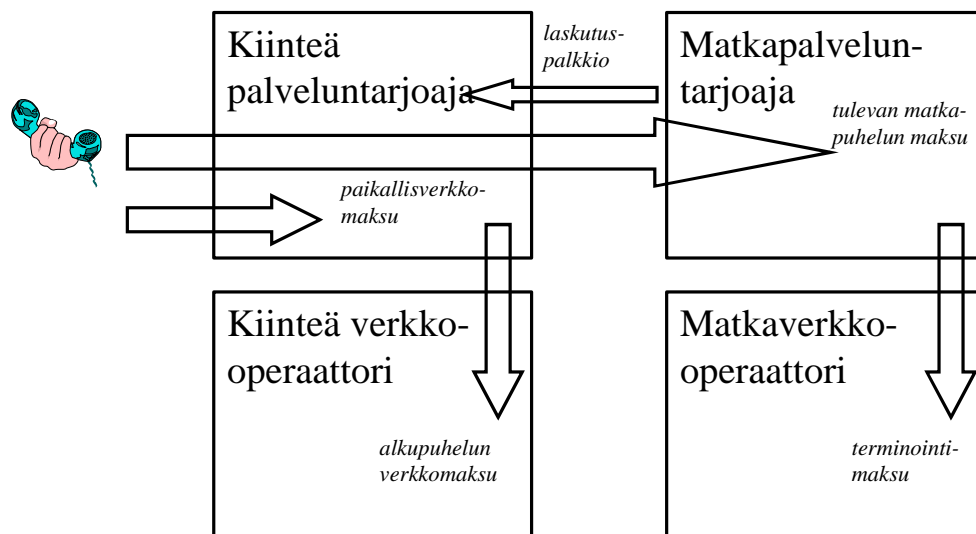 Kiinteä
palveluntarjoaja
laskutus-
palkkio
Matkapalvelun-
tarjoaja
tulevan matka-
puhelun maksu
paikallisverkko-
maksu
Kiinteä verkko-
operaattori
alkupuhelun
verkkomaksu
Matkaverkko-
operaattori
terminointi-
maksu